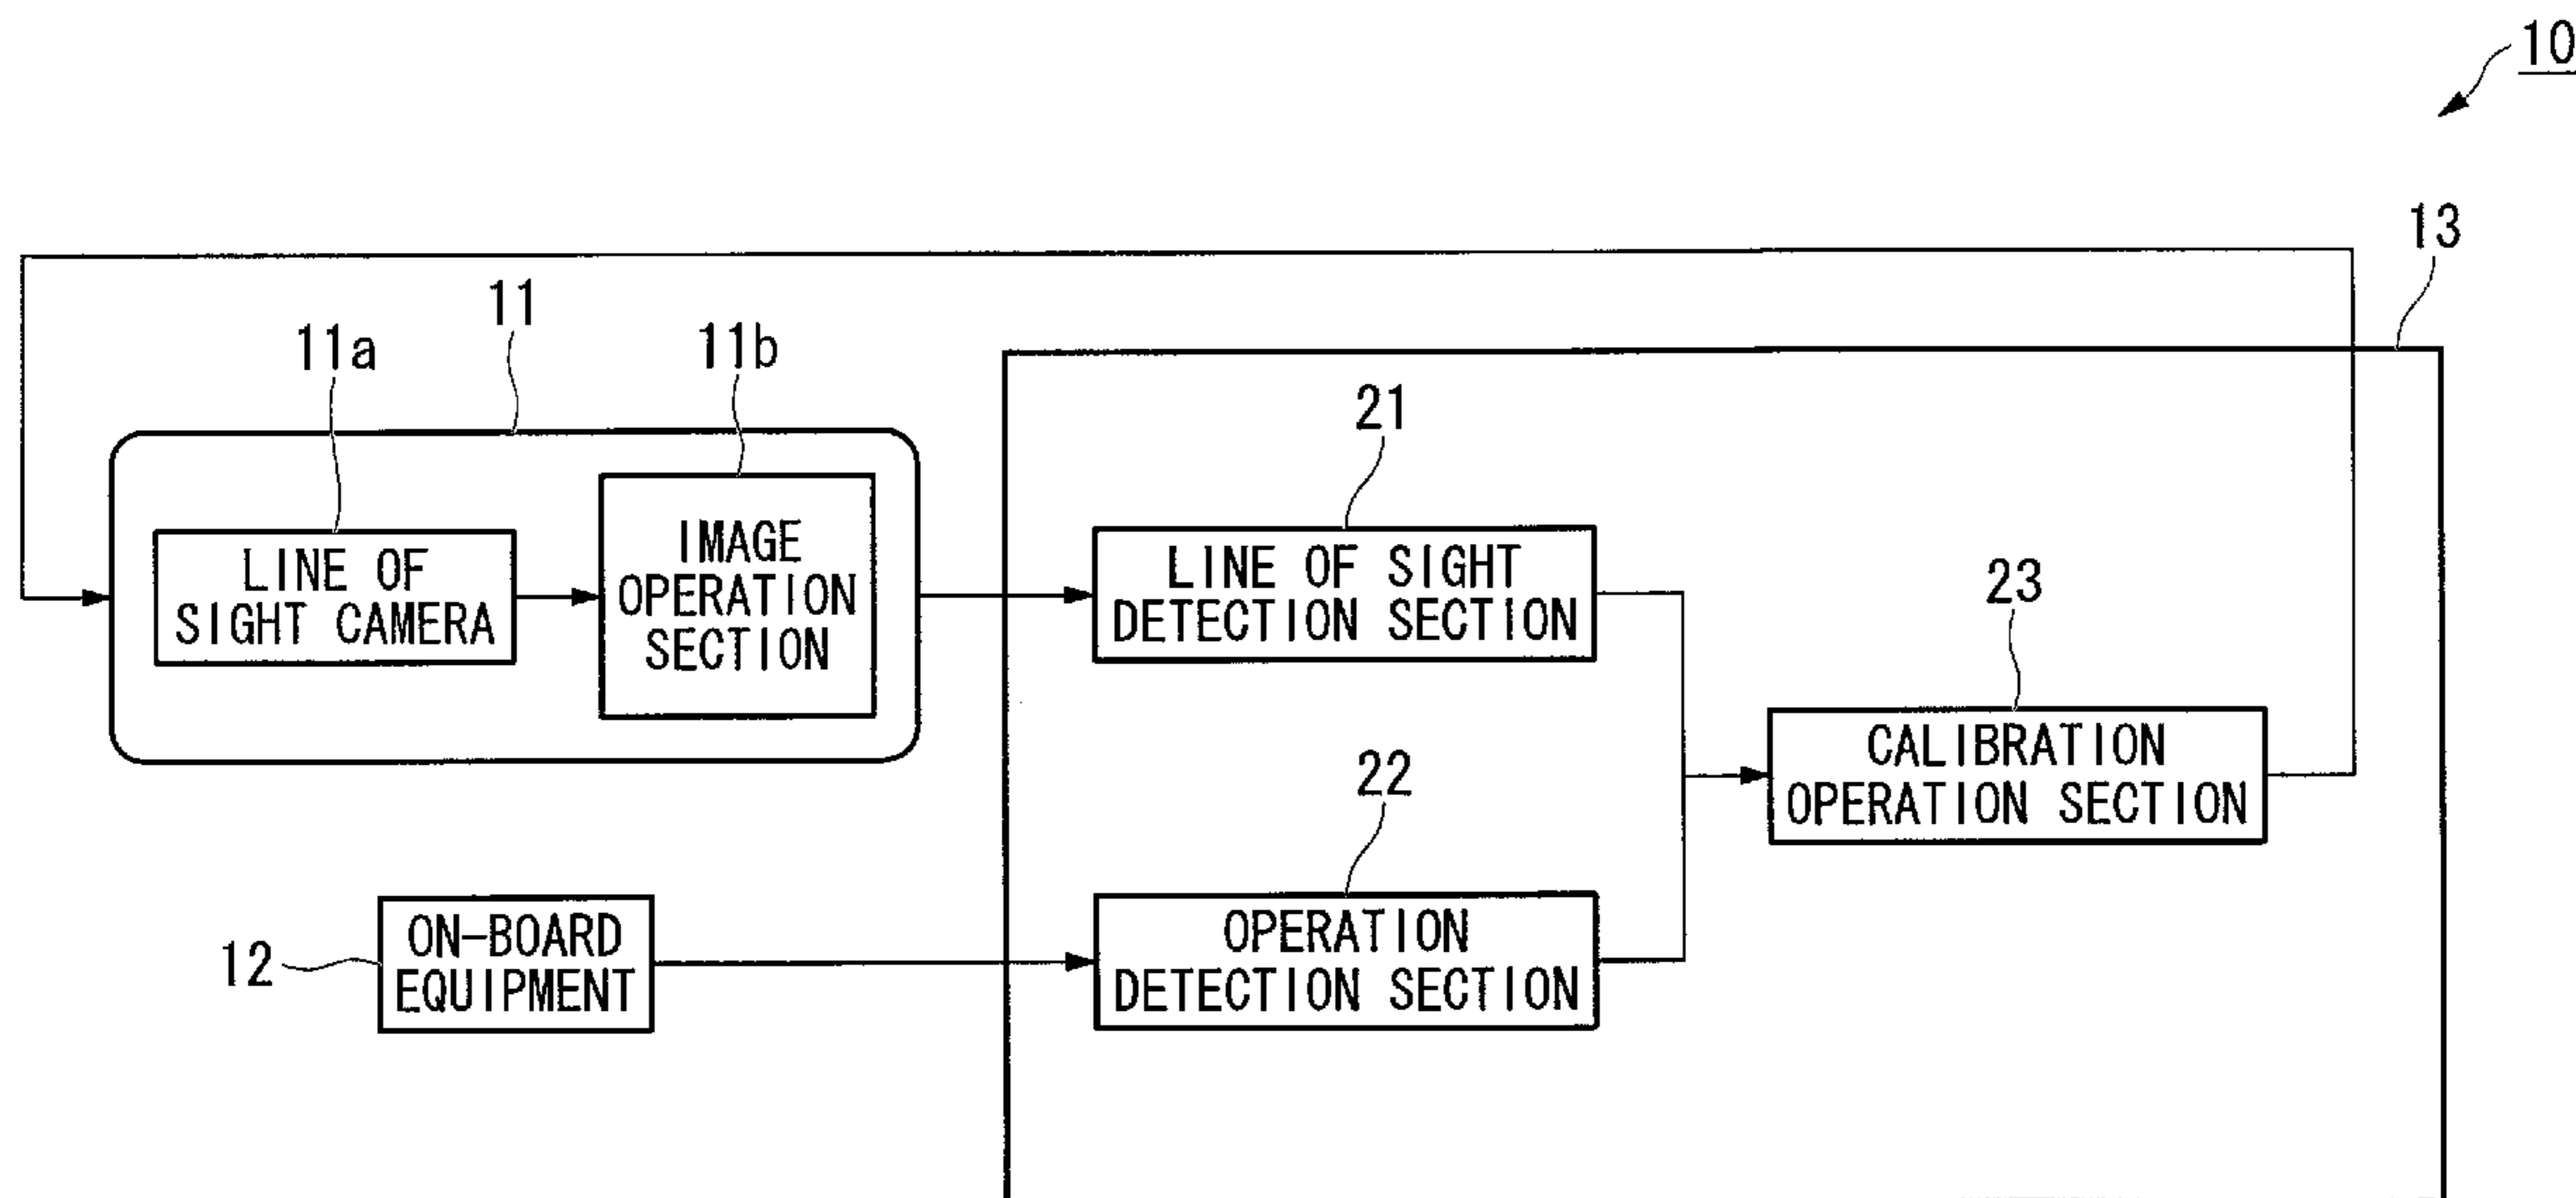 10
13
11
11a
11b
21
LINE OF
SIGHT CAMERA
IMAGE
OPERATION
SECTION
LINE OF SIGHT
DETECTION SECTION
23
CALIBRATION
OPERATION SECTION
22
12
ON-BOARD
EQUIPMENT
OPERATION
DETECTION SECTION